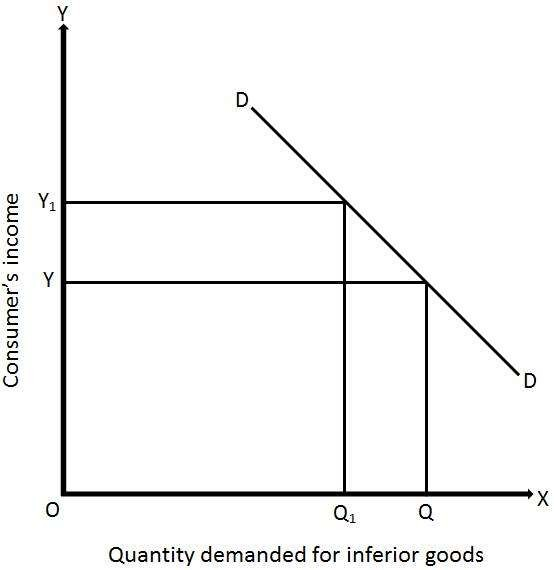 Y
D
Y₁
Y
Consumer's income
D
O
Q₁
Q
X
Quantity demanded for inferior goods